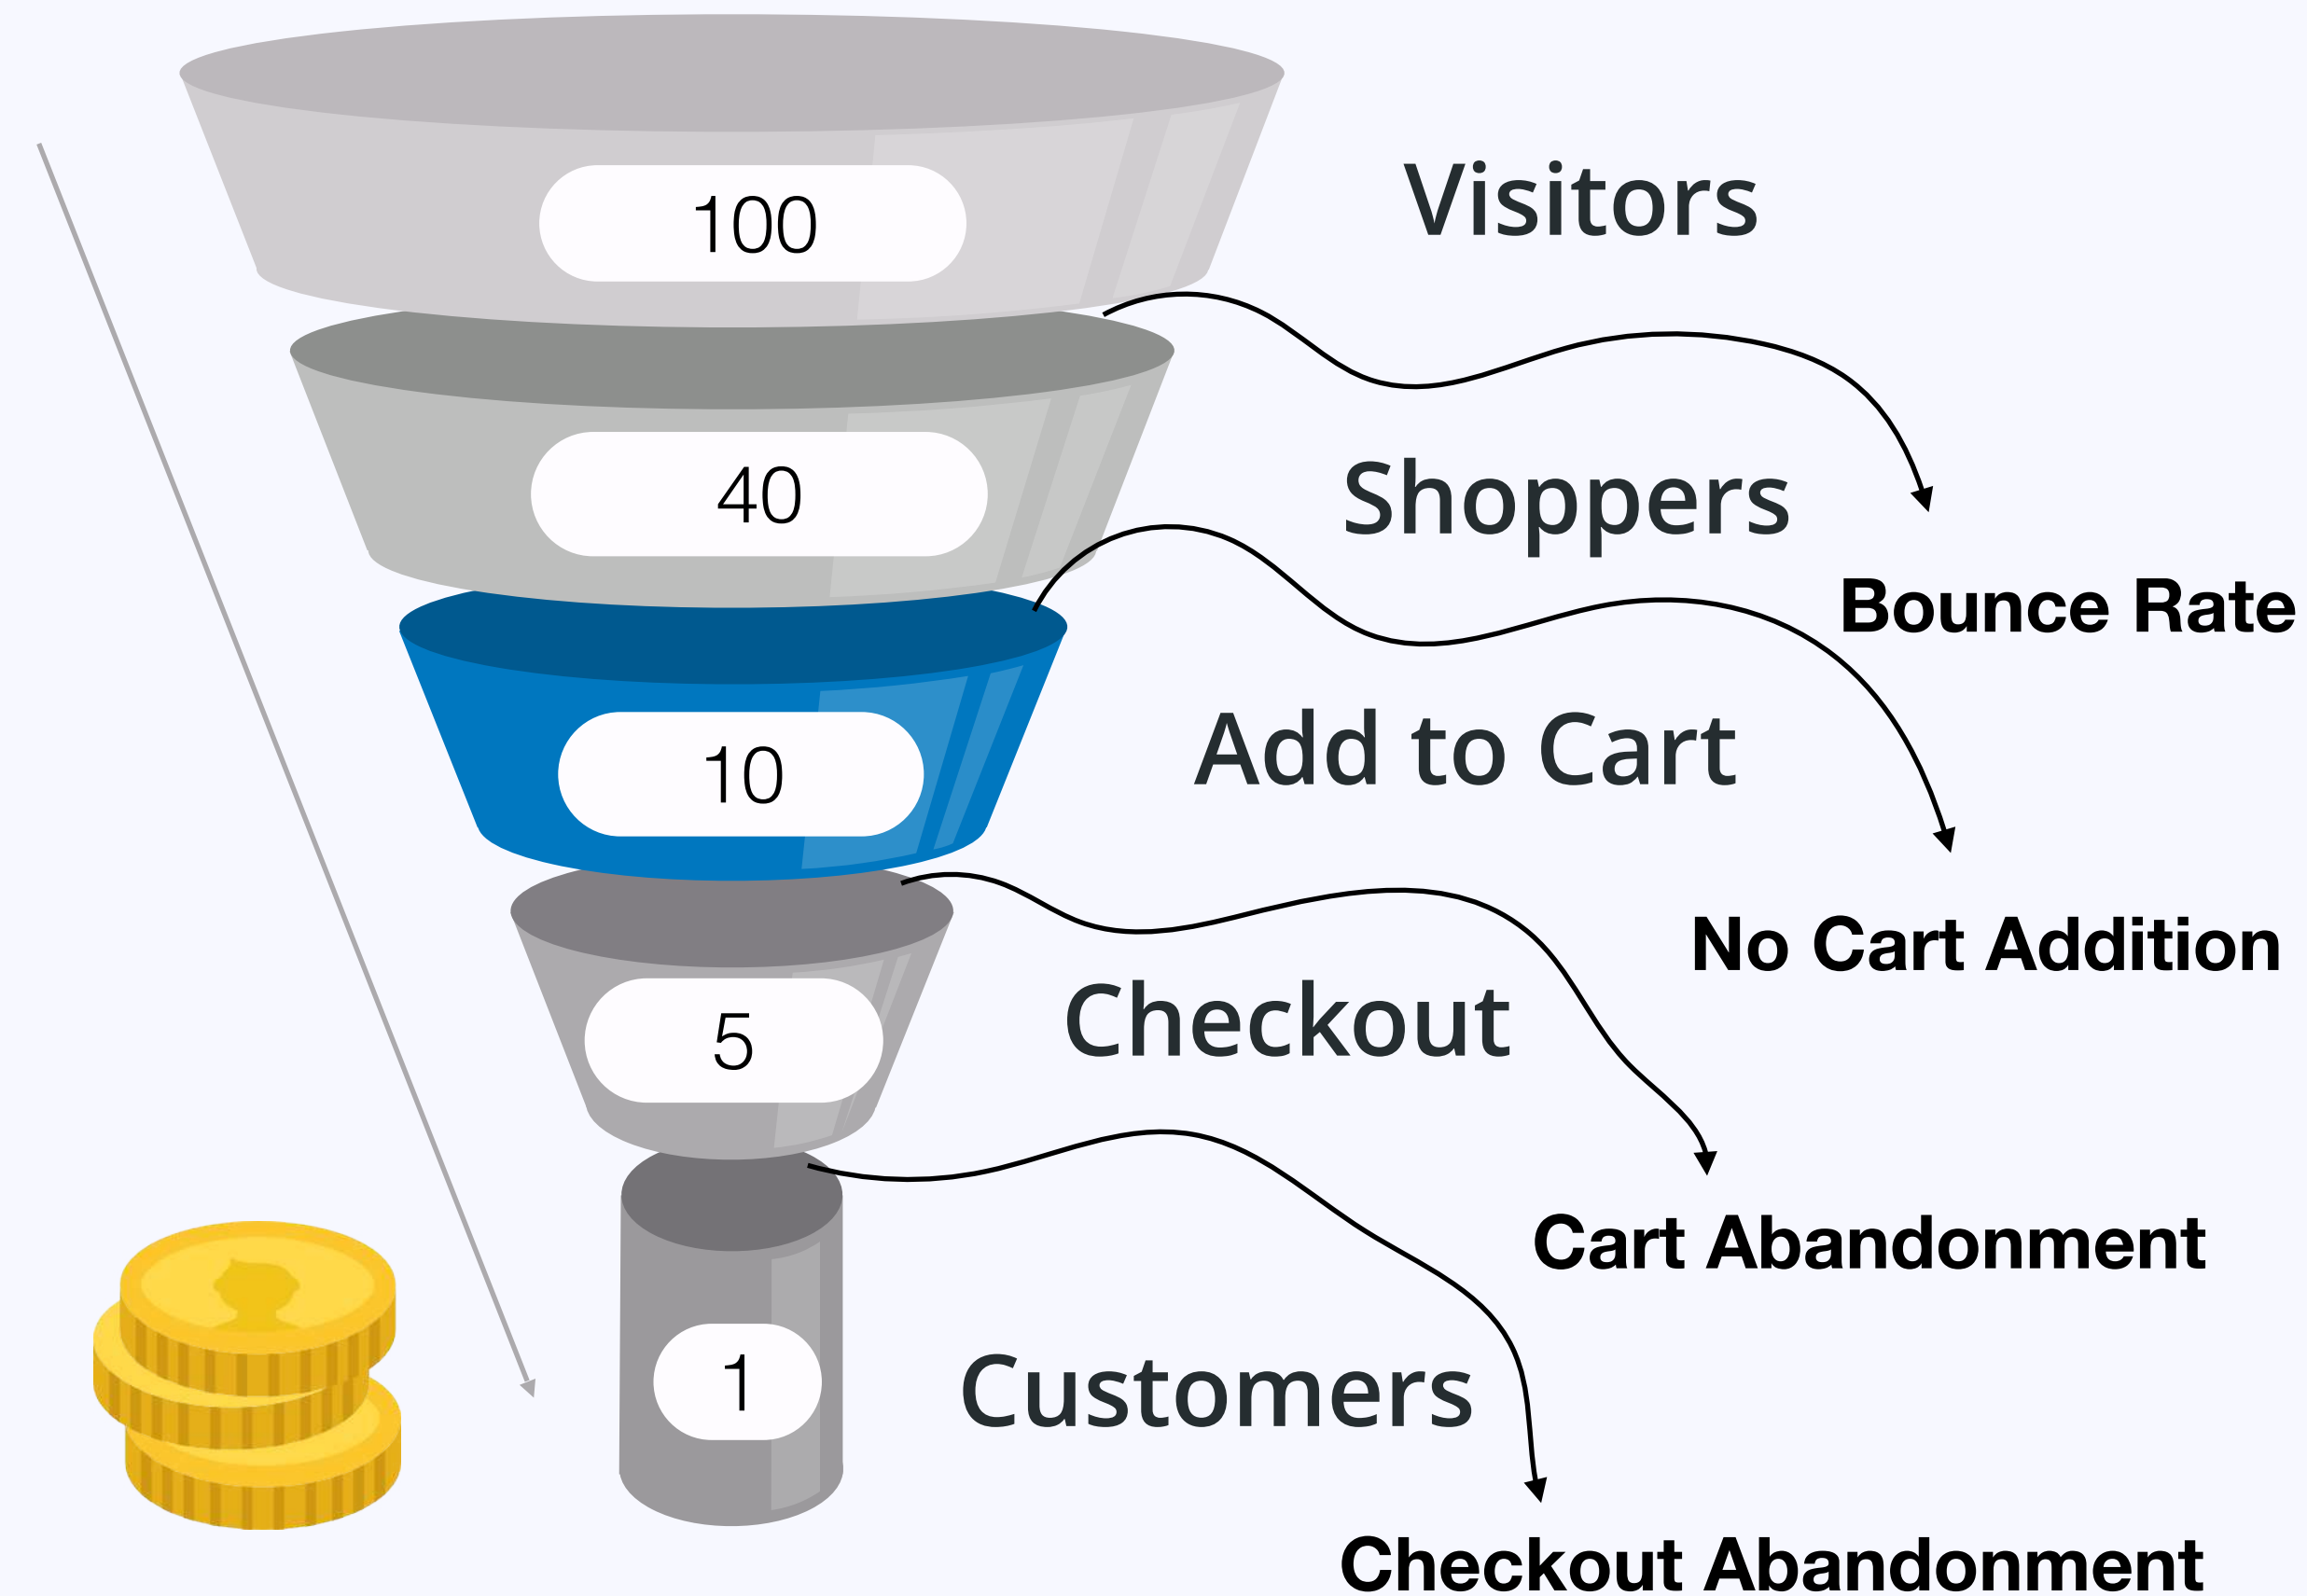 100
Visitors
40
Shoppers
Bounce Rate
10
Add to Cart
No Cart Addition
5
Checkout
Cart Abandonment
1
Customers
Checkout Abandonment